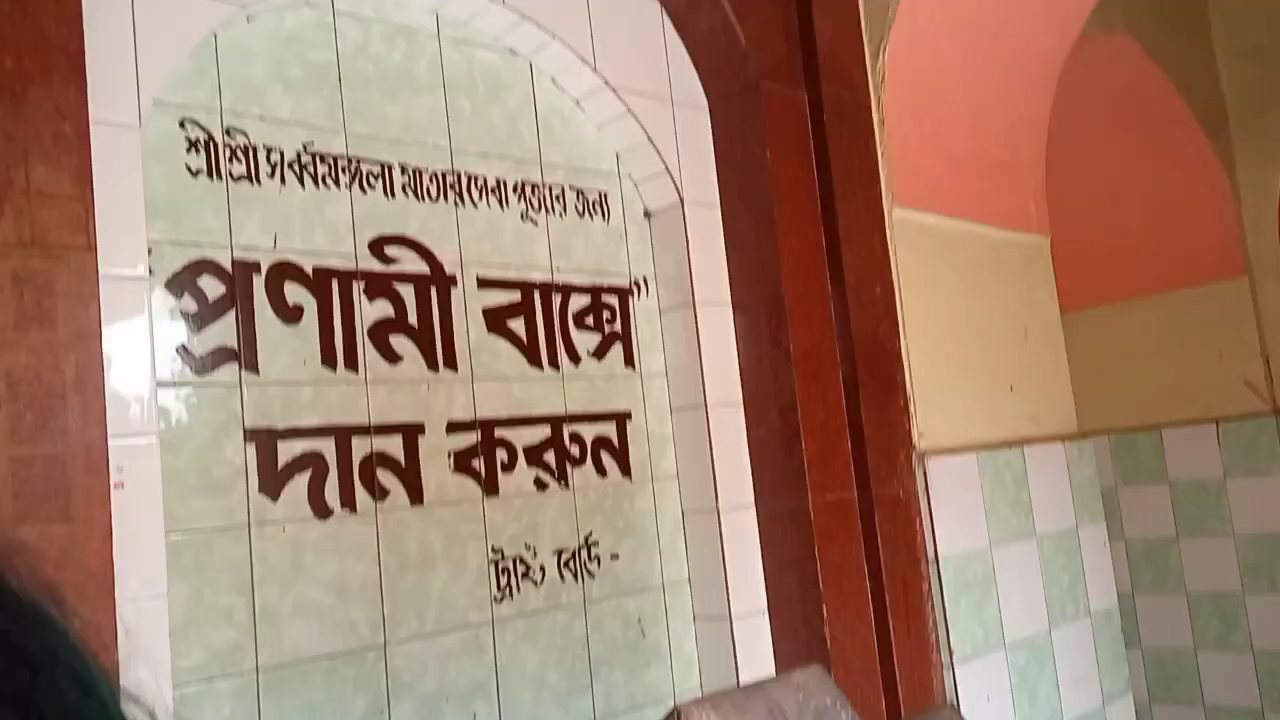 শ্রীশ্রী সর্ব্বমঙ্গলা মাতার সেবা পূজার জন্য
"প্রণামী বাক্সে"
দান করুন
ট্রাষ্ট বোর্ড -